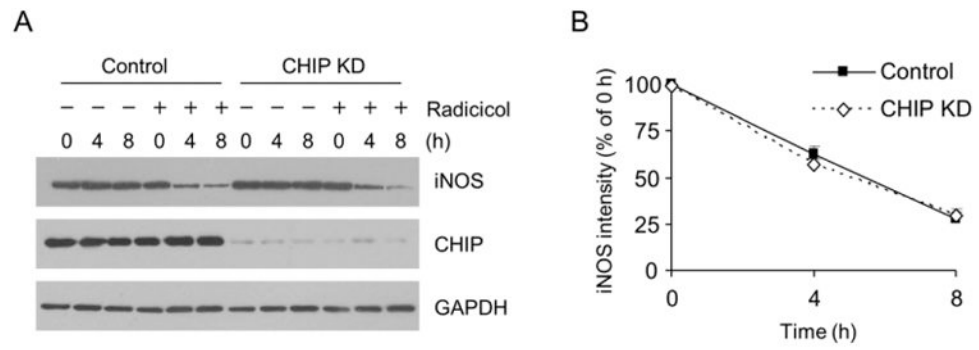 A
Control CHIP KD
− − − + + + − − − + + + Radicicol
0 4 8 0 4 8 0 4 8 0 4 8 (h)
iNOS
CHIP
GAPDH
B
Control
CHIP KD
iNOS intensity (% of 0 h)
100
75
50
25
0
0 4 8
Time (h)